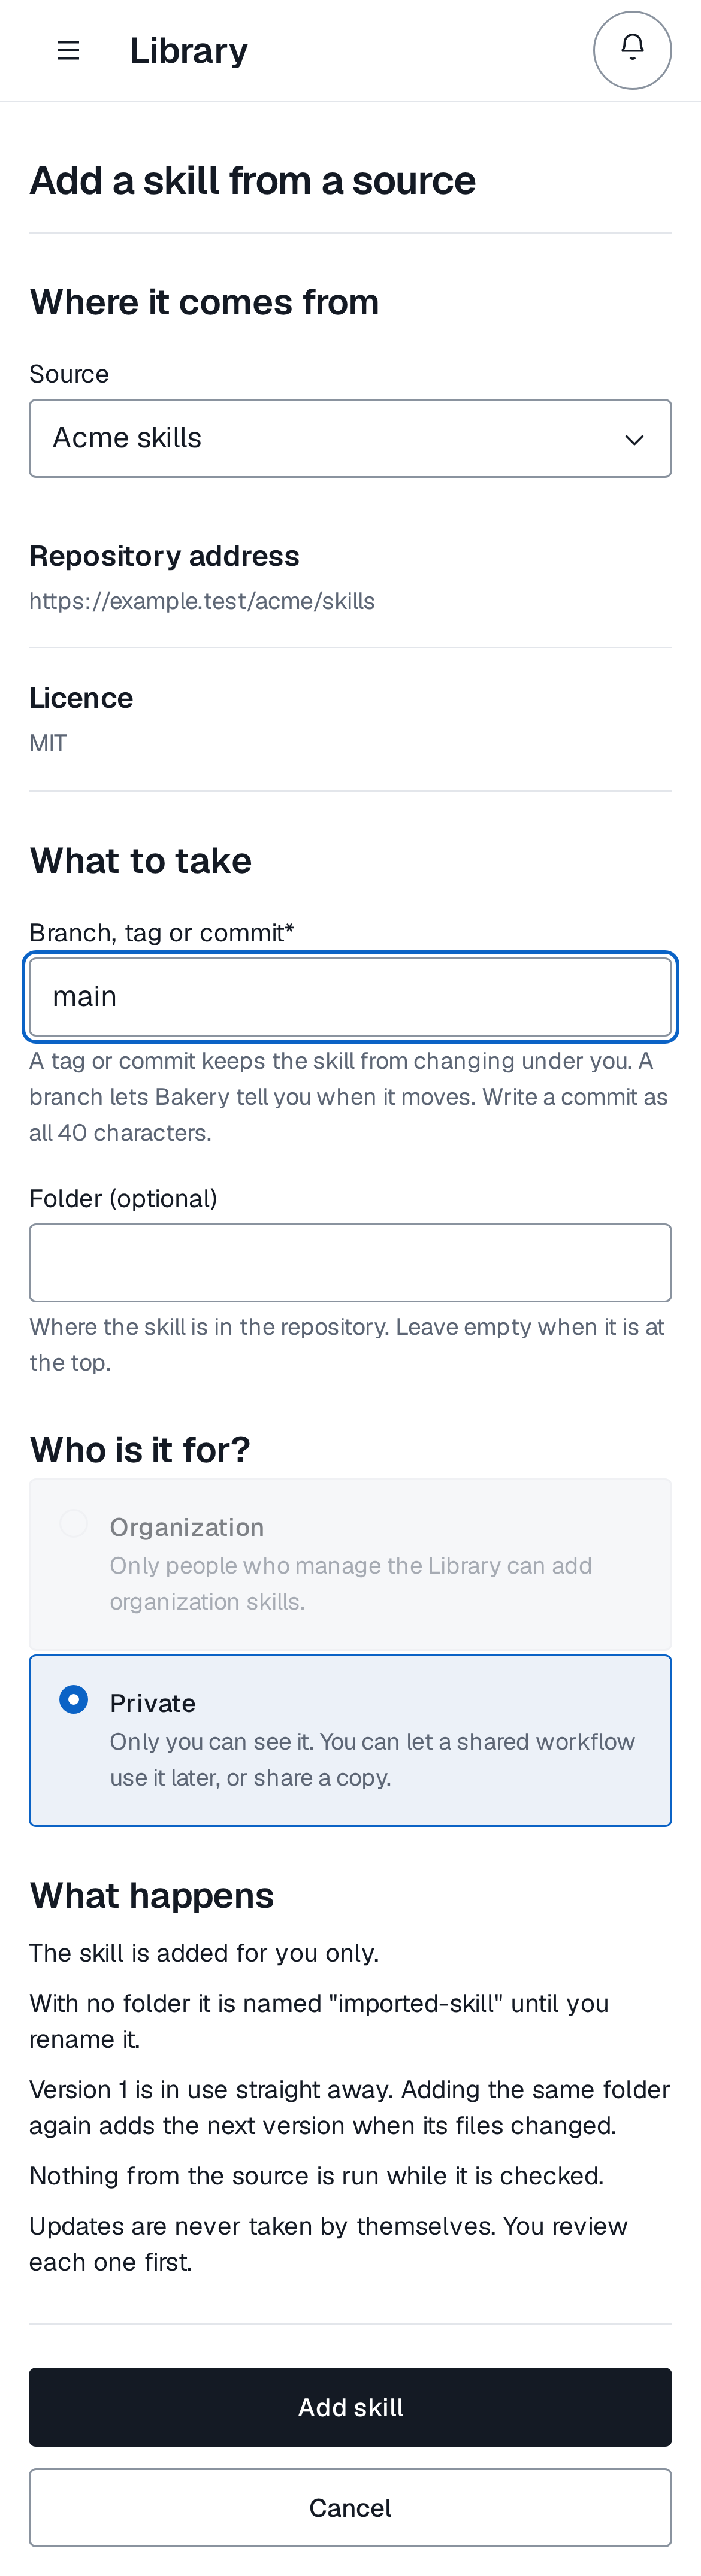 Library
Add a skill from a source
Where it comes from
Source
Acme skills
Repository address
https://example.test/acme/skills
Licence
MIT
What to take
Branch, tag or commit*
main
A tag or commit keeps the skill from changing under you. A
branch lets Bakery tell you when it moves. Write a commit as
all 40 characters.
Folder (optional)
Where the skill is in the repository. Leave empty when it is at
the top.
Who is it for?
Organization
Only people who manage the Library can add
organization skills.
Private
Only you can see it. You can let a shared workflow
use it later, or share a copy.
What happens
The skill is added for you only.
With no folder it is named "imported-skill" until you
rename it.
Version 1 is in use straight away. Adding the same folder
again adds the next version when its files changed.
Nothing from the source is run while it is checked.
Updates are never taken by themselves. You review
each one first.
Add skill
Cancel